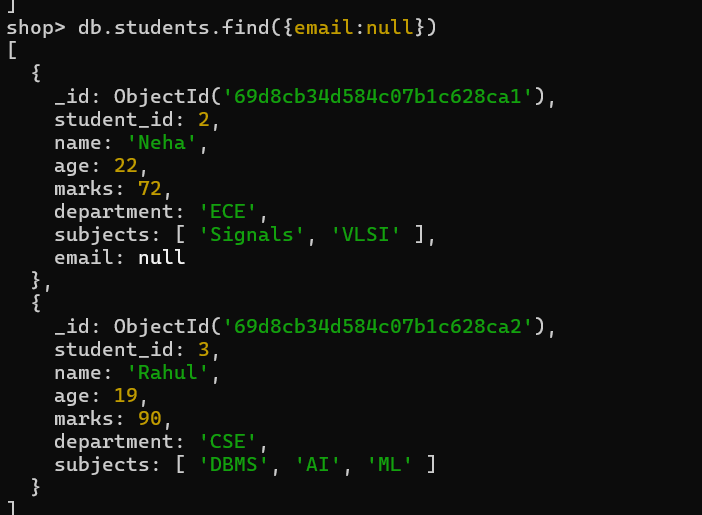 ]
shop> db.students.find({email:null})
[
  {
    _id: ObjectId('69d8cb34d584c07b1c628ca1'),
    student_id: 2,
    name: 'Neha',
    age: 22,
    marks: 72,
    department: 'ECE',
    subjects: [ 'Signals', 'VLSI' ],
    email: null
  },
  {
    _id: ObjectId('69d8cb34d584c07b1c628ca2'),
    student_id: 3,
    name: 'Rahul',
    age: 19,
    marks: 90,
    department: 'CSE',
    subjects: [ 'DBMS', 'AI', 'ML' ]
  }
]